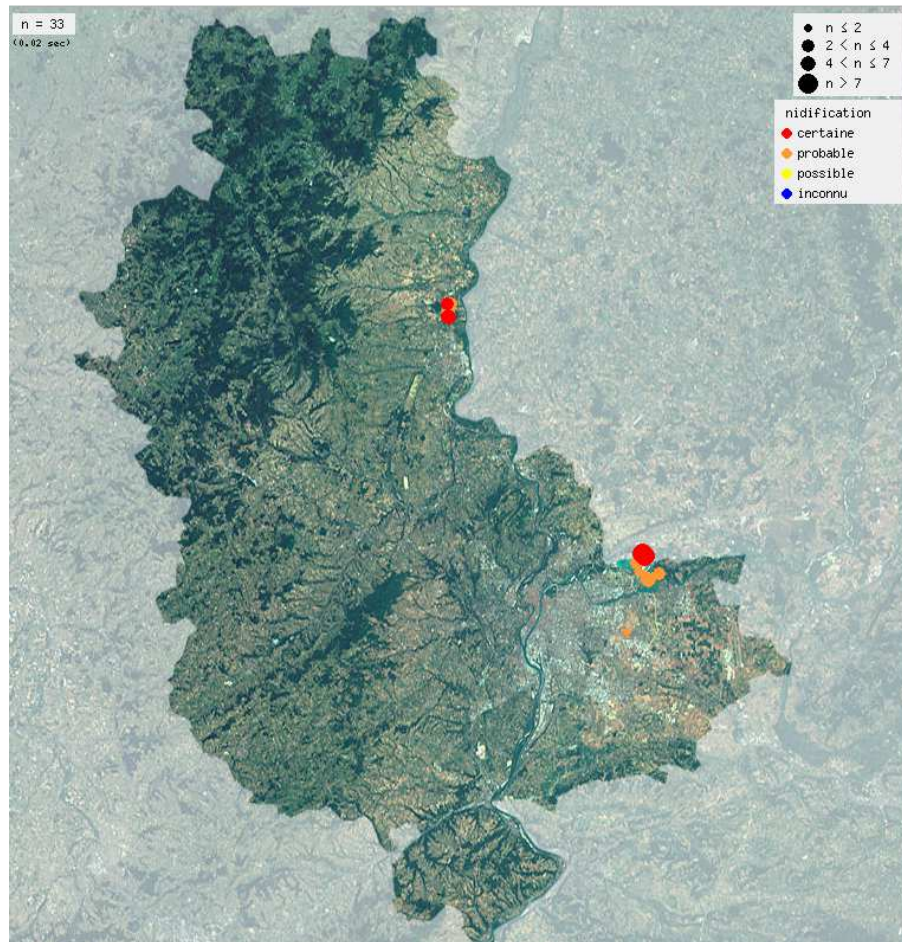 n = 33
(0.02 sec)
n ≤ 2
2 < n ≤ 4
4 < n ≤ 7
n > 7
nidification
certaine
probable
possible
inconnu